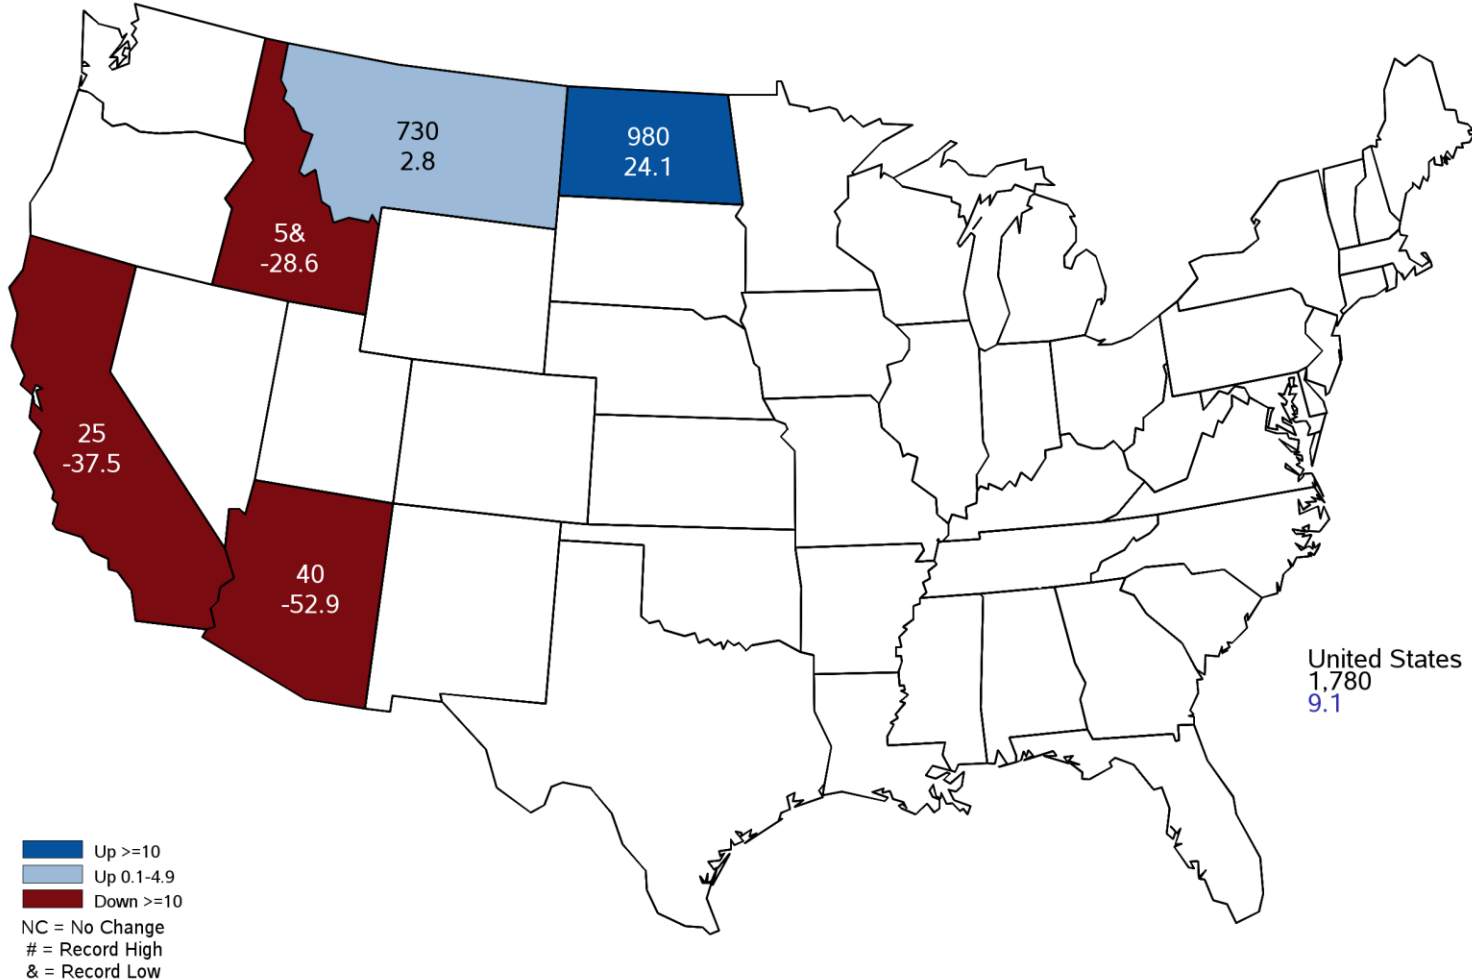 730
2.8
980
24.1
5&
-28.6
25
-37.5
40
-52.9
United States
1,780
9.1
Up >=10
Up 0.1-4.9
Down >=10
NC = No Change
# = Record High
& = Record Low